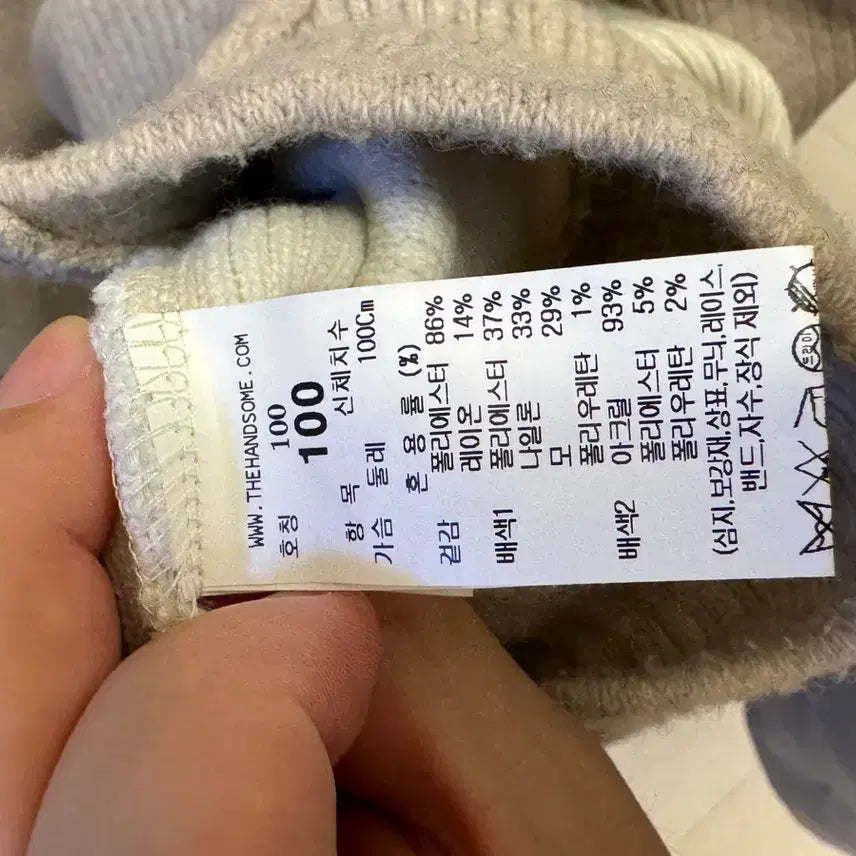 WWW.THEHANDSOME.COM
호칭 100
100
항 목 신체치수
가슴 둘레 100Cm
혼 용 률 (%)
겉감 폴리에스터 86%
레이온 14%
배색1 폴리에스터 37%
나일론 33%
모 29%
폴리우레탄 1%
배색2 아크릴 93%
폴리에스터 5%
폴리우레탄 2%
(심지,보강재,상표,무늬,레이스,
밴드,자수,장식 제외)
드라이